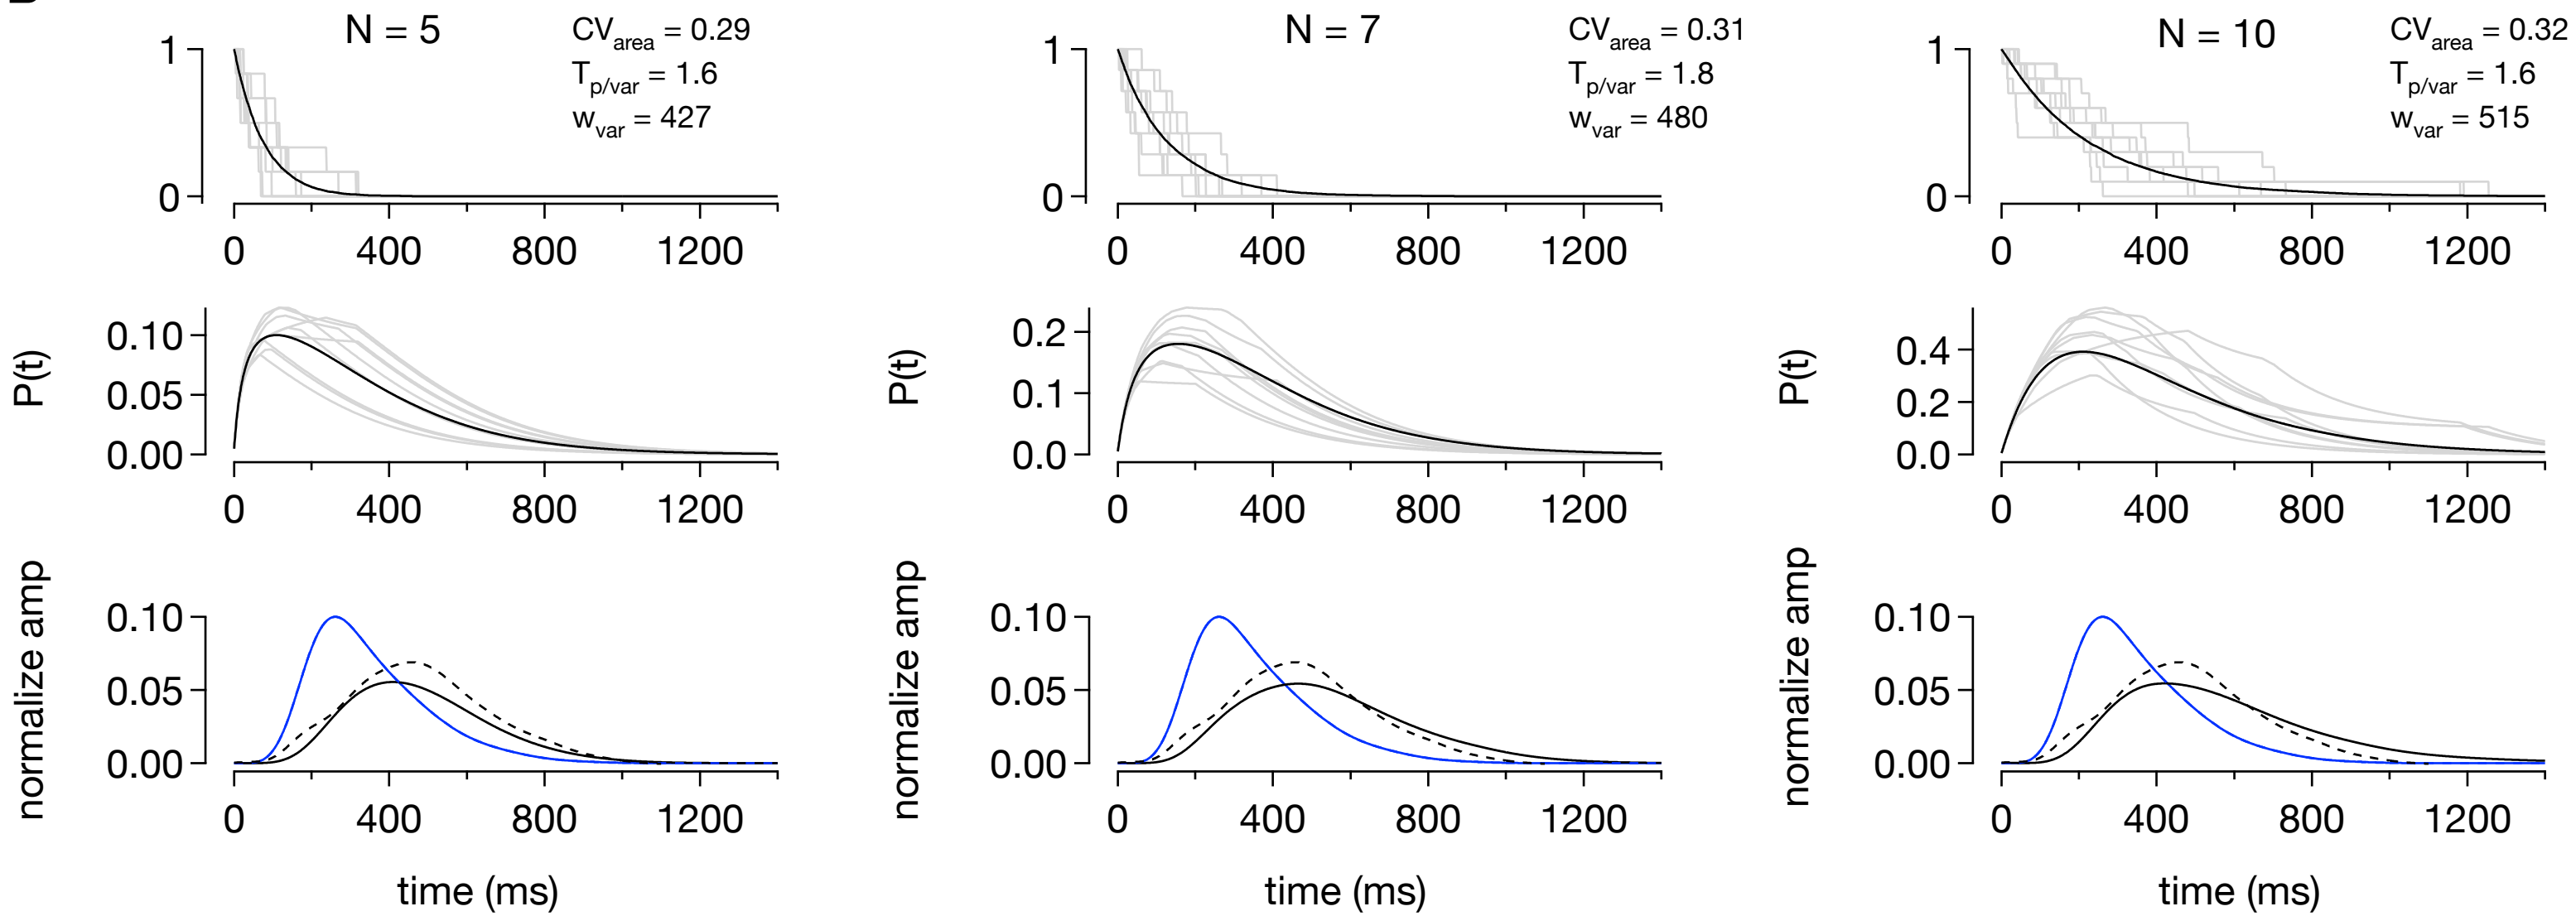 N = 5
CVarea = 0.29
Tp/var = 1.6
wvar = 427
1
0
0 400 800 1200
P(t)
0.10
0.05
0.00
0 400 800 1200
normalize amp
0.10
0.05
0.00
0 400 800 1200
time (ms)
N = 7
CVarea = 0.31
Tp/var = 1.8
wvar = 480
1
0
0 400 800 1200
P(t)
0.2
0.1
0.0
0 400 800 1200
normalize amp
0.10
0.05
0.00
0 400 800 1200
time (ms)
N = 10
CVarea = 0.32
Tp/var = 1.6
wvar = 515
1
0
0 400 800 1200
P(t)
0.4
0.2
0.0
0 400 800 1200
normalize amp
0.10
0.05
0.00
0 400 800 1200
time (ms)